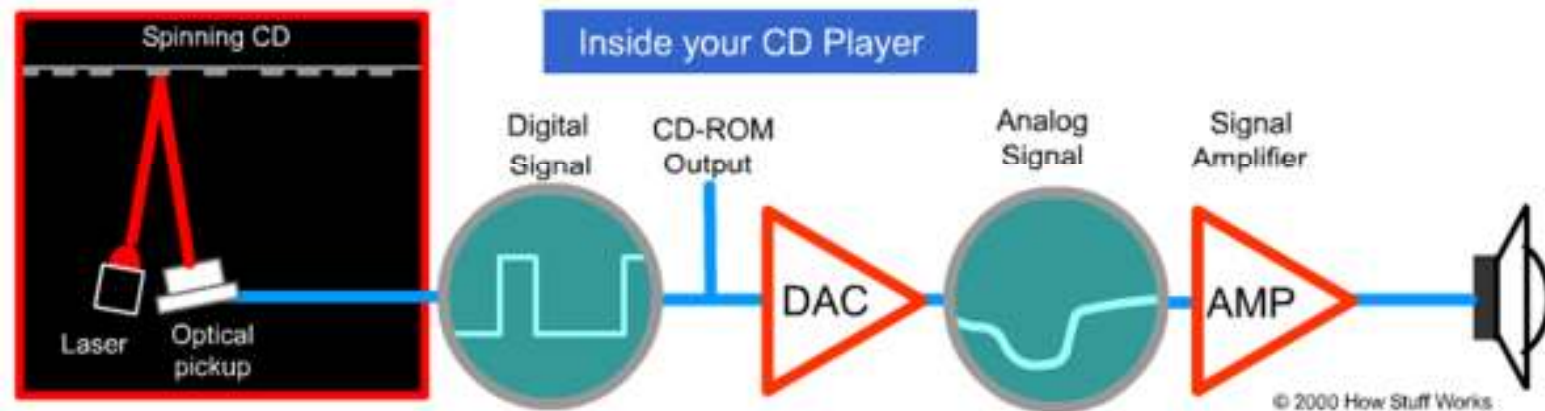 Spinning CD
Inside your CD Player
Digital
Signal
CD-ROM
Output
Analog
Signal
Signal
Amplifier
Laser
Optical
pickup
DAC
AMP
© 2000 How Stuff Works